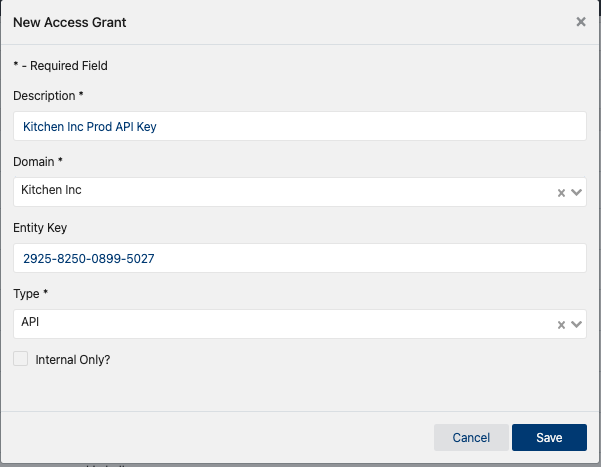 New Access Grant
* - Required Field
Description *
Kitchen Inc Prod API Key
Domain *
Kitchen Inc
Entity Key
2925-8250-0899-5027
Type *
API
Internal Only?
Cancel
Save